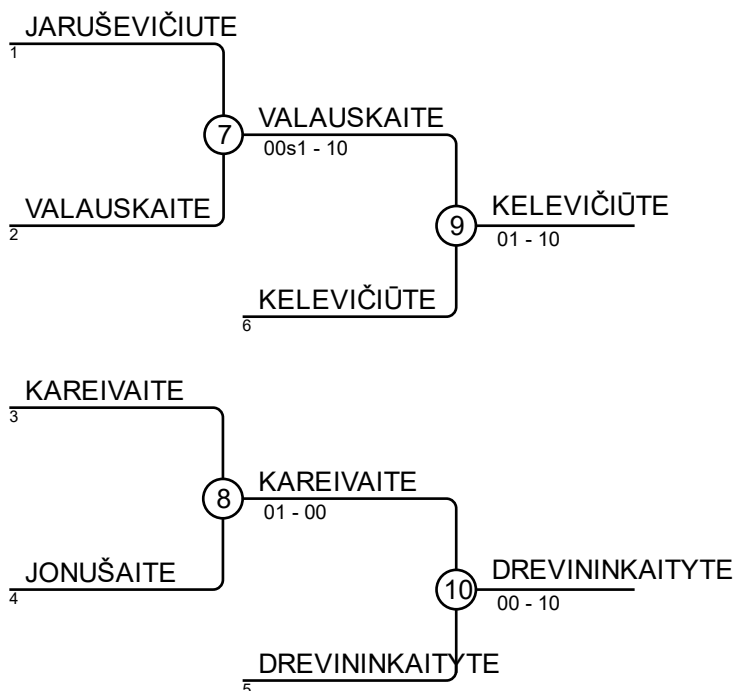 JARUŠEVIČIUTE
1
7
VALAUSKAITE
00s1 - 10
VALAUSKAITE
2
9
KELEVIČIŪTE
01 - 10
KELEVIČIŪTE
6
KAREIVAITE
3
8
KAREIVAITE
01 - 00
JONUŠAITE
4
10
DREVININKAITYTE
00 - 10
DREVININKAITYTE
5